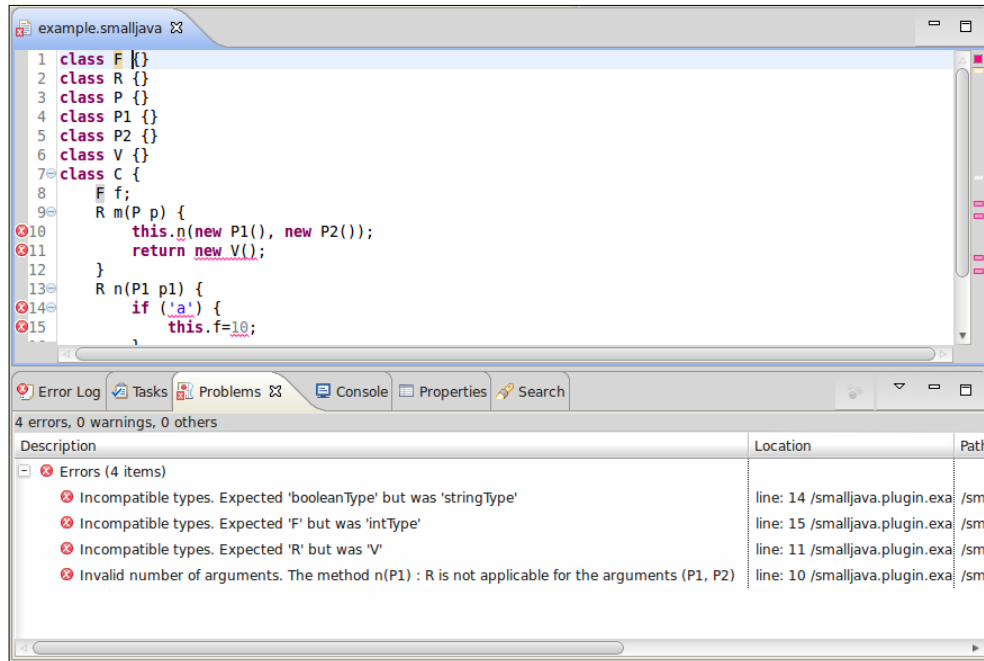 example.smalljava
1 class F {}
2 class R {}
3 class P {}
4 class P1 {}
5 class P2 {}
6 class V {}
7 class C {
8 F f;
9 R m(P p) {
10 this.n(new P1(), new P2());
11 return new V();
12 }
13 R n(P1 p1) {
14 if ('a') {
15 this.f=10;
Error Log Tasks Problems Console Properties Search
4 errors, 0 warnings, 0 others
Description Location Path
Errors (4 items)
Incompatible types. Expected 'booleanType' but was 'stringType' line: 14 /smalljava.plugin.exa /sm
Incompatible types. Expected 'F' but was 'intType' line: 15 /smalljava.plugin.exa /sm
Incompatible types. Expected 'R' but was 'V' line: 11 /smalljava.plugin.exa /sm
Invalid number of arguments. The method n(P1) : R is not applicable for the arguments (P1, P2) line: 10 /smalljava.plugin.exa /sm